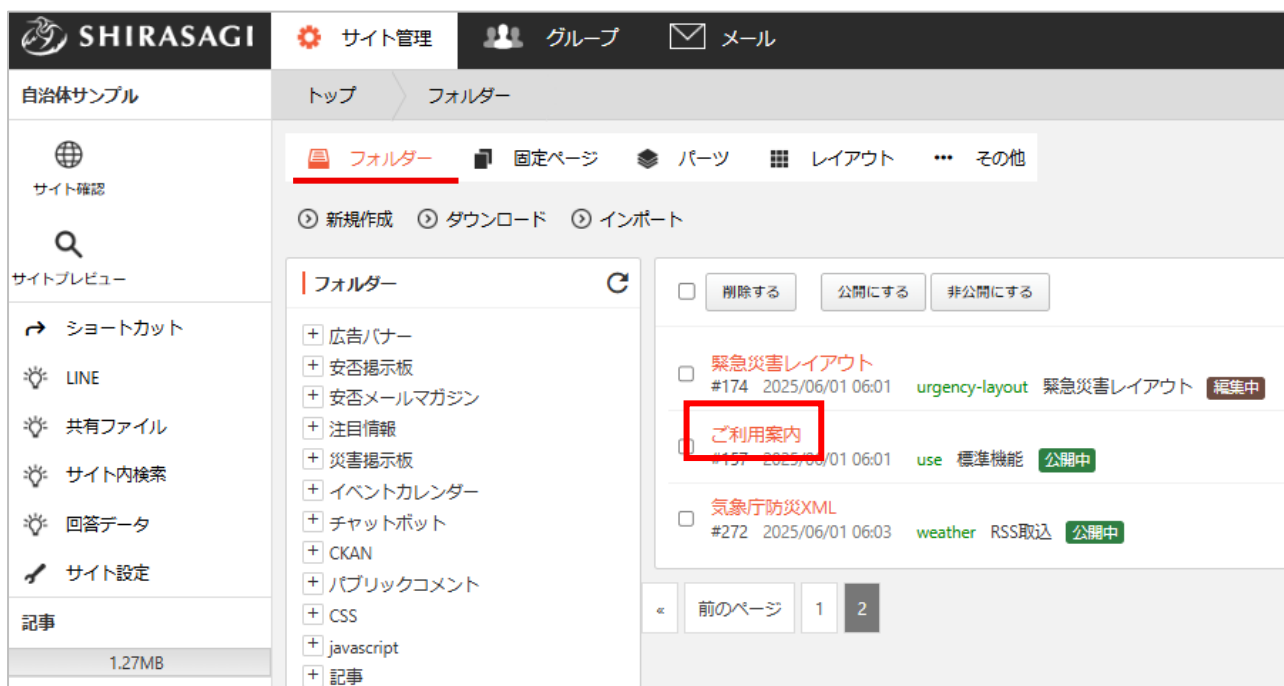 SHIRASAGI
サイト管理
グループ
メール
自治体サンプル
トップ
フォルダー
サイト確認
サイトプレビュー
ショートカット
LINE
共有ファイル
サイト内検索
回答データ
サイト設定
記事
1.27MB
フォルダー
固定ページ
パーツ
レイアウト
••• その他
新規作成
ダウンロード
インポート
フォルダー
+ 広告バナー
+ 安否掲示板
+ 安否メールマガジン
+ 注目情報
+ 災害掲示板
+ イベントカレンダー
+ チャットボット
+ CKAN
+ パブリックコメント
+ CSS
+ javascript
+ 記事
削除する
公開にする
非公開にする
緊急災害レイアウト
#174 2025/06/01 06:01 urgency-layout 緊急災害レイアウト 編集中
ご利用案内
#157 2025/06/01 06:01 use 標準機能 公開中
気象庁防災XML
#272 2025/06/01 06:03 weather RSS取込 公開中
« 前のページ 1 2